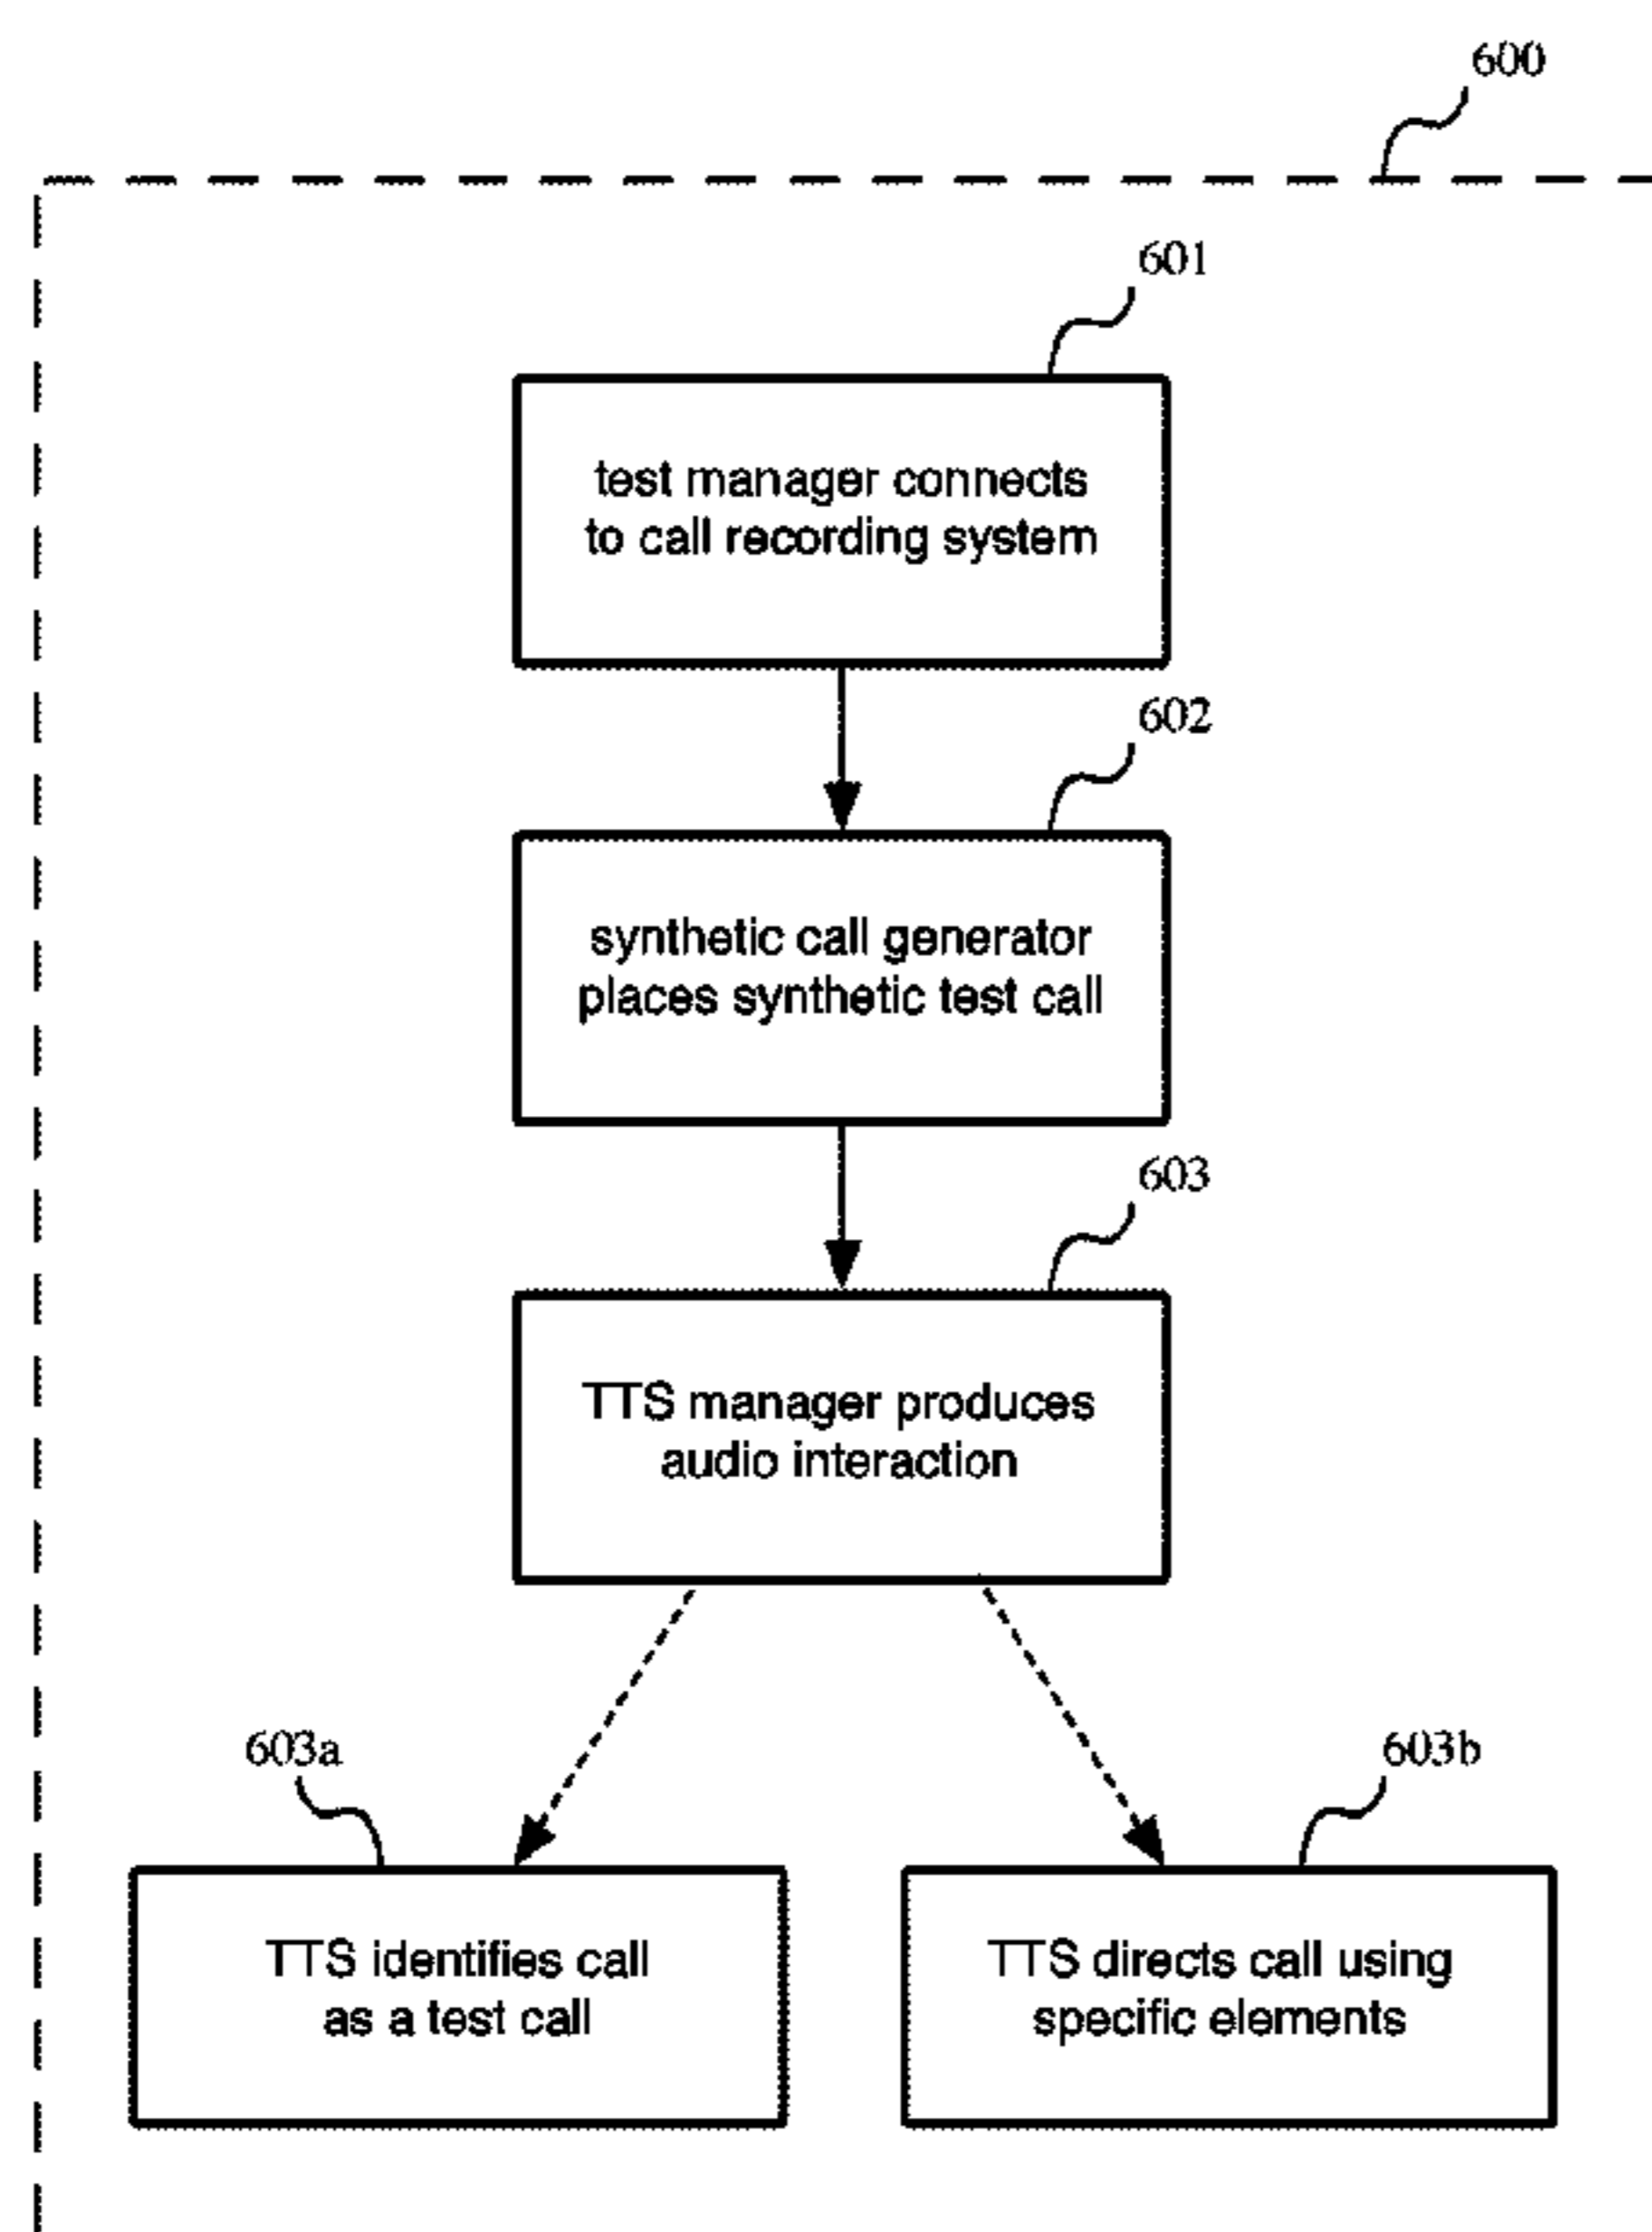 600
601
test manager connects
to call recording system
602
synthetic call generator
places synthetic test call
603
TTS manager produces
audio interaction
603a
603b
TTS identifies call
as a test call
TTS directs call using
specific elements